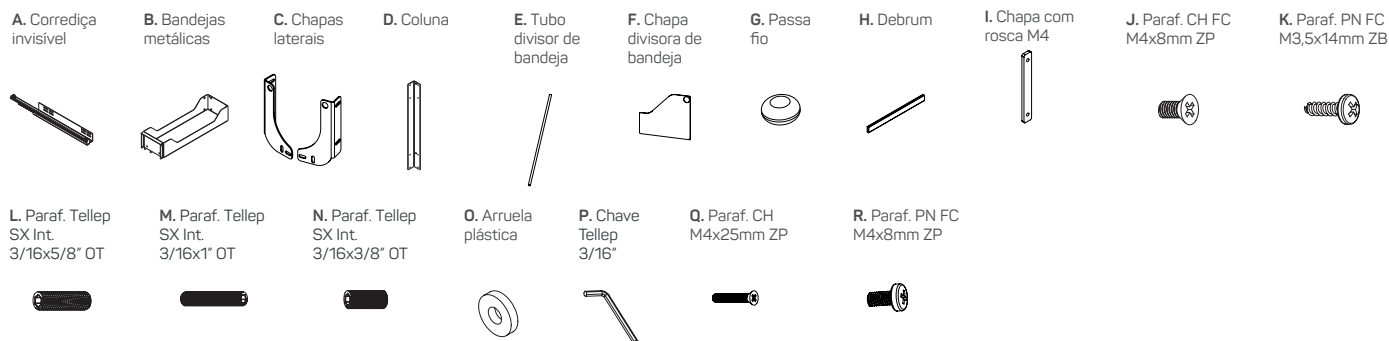 A. Corrediça
invisível
B. Bandejas
metálicas
C. Chapas
laterais
D. Coluna
E. Tubo
divisor de
bandeja
F. Chapa
divisora de
bandeja
G. Passa
fio
H. Debrum
I. Chapa com
rosca M4
J. Paraf. CH FC
M4x8mm ZP
K. Paraf. PN FC
M3,5x14mm ZB
L. Paraf. Tellep
SX Int.
3/16x5/8" OT
M. Paraf. Tellep
SX Int.
3/16x1" OT
N. Paraf. Tellep
SX Int.
3/16x3/8" OT
O. Arruela
plástica
P. Chave
Tellep
3/16"
Q. Paraf. CH
M4x25mm ZP
R. Paraf. PN FC
M4x8mm ZP